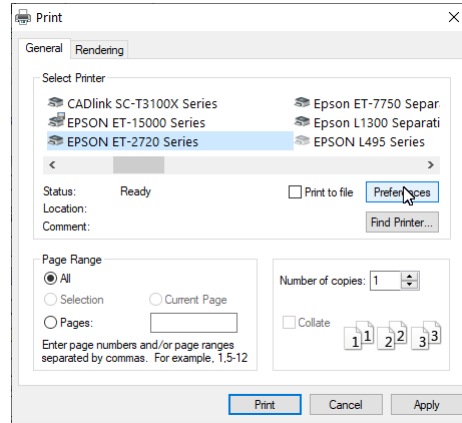 Print
General Rendering
Select Printer
CADlink SC-T3100X Series Epson ET-7750 Separ
EPSON ET-15000 Series Epson L1300 Separati
EPSON ET-2720 Series EPSON L495 Series
Status: Ready Print to file Preferences
Location:
Comment: Find Printer...
Page Range
All Number of copies: 1
Selection Current Page
Pages: Collate
Enter page numbers and/or page ranges
separated by commas. For example, 1,5-12
1 1 2 2 3 3
Print Cancel Apply